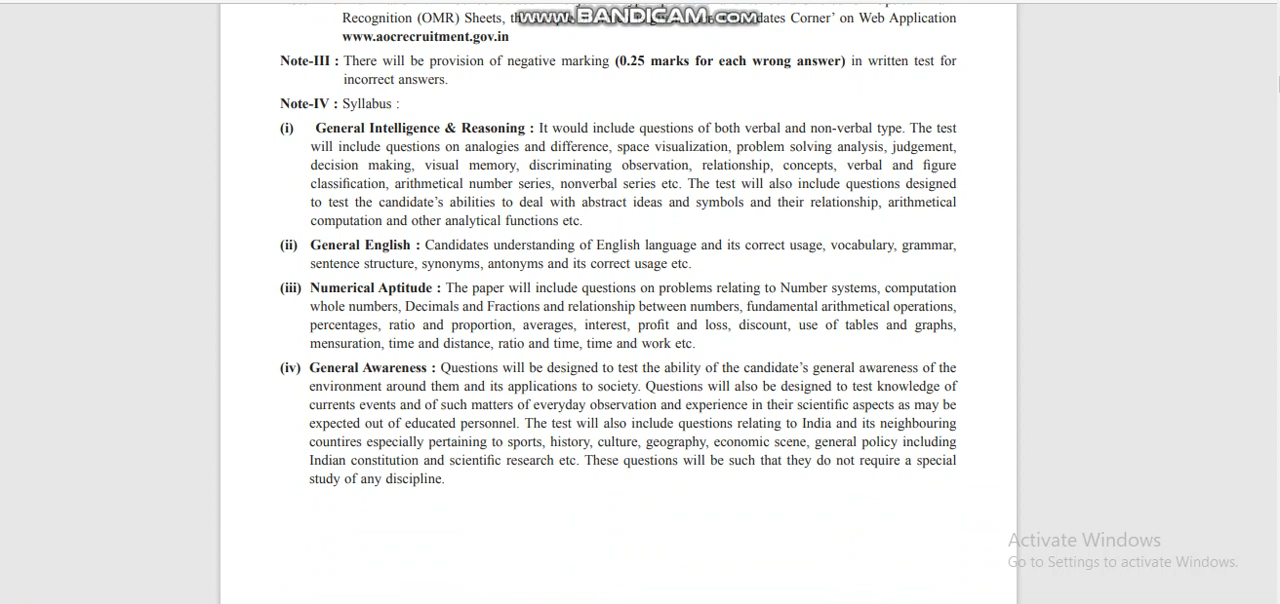 Recognition (OMR) Sheets, th www.BANDICAM.com dates Corner' on Web Application
www.aocrecruitment.gov.in
Note-III : There will be provision of negative marking (0.25 marks for each wrong answer) in written test for
incorrect answers.
Note-IV : Syllabus :
(i) General Intelligence & Reasoning : It would include questions of both verbal and non-verbal type. The test
will include questions on analogies and difference, space visualization, problem solving analysis, judgement,
decision making, visual memory, discriminating observation, relationship, concepts, verbal and figure
classification, arithmetical number series, nonverbal series etc. The test will also include questions designed
to test the candidate's abilities to deal with abstract ideas and symbols and their relationship, arithmetical
computation and other analytical functions etc.
(ii) General English : Candidates understanding of English language and its correct usage, vocabulary, grammar,
sentence structure, synonyms, antonyms and its correct usage etc.
(iii) Numerical Aptitude : The paper will include questions on problems relating to Number systems, computation
whole numbers, Decimals and Fractions and relationship between numbers, fundamental arithmetical operations,
percentages, ratio and proportion, averages, interest, profit and loss, discount, use of tables and graphs,
mensuration, time and distance, ratio and time, time and work etc.
(iv) General Awareness : Questions will be designed to test the ability of the candidate's general awareness of the
environment around them and its applications to society. Questions will also be designed to test knowledge of
currents events and of such matters of everyday observation and experience in their scientific aspects as may be
expected out of educated personnel. The test will also include questions relating to India and its neighbouring
countires especially pertaining to sports, history, culture, geography, economic scene, general policy including
Indian constitution and scientific research etc. These questions will be such that they do not require a special
study of any discipline.
Activate Windows
Go to Settings to activate Windows.